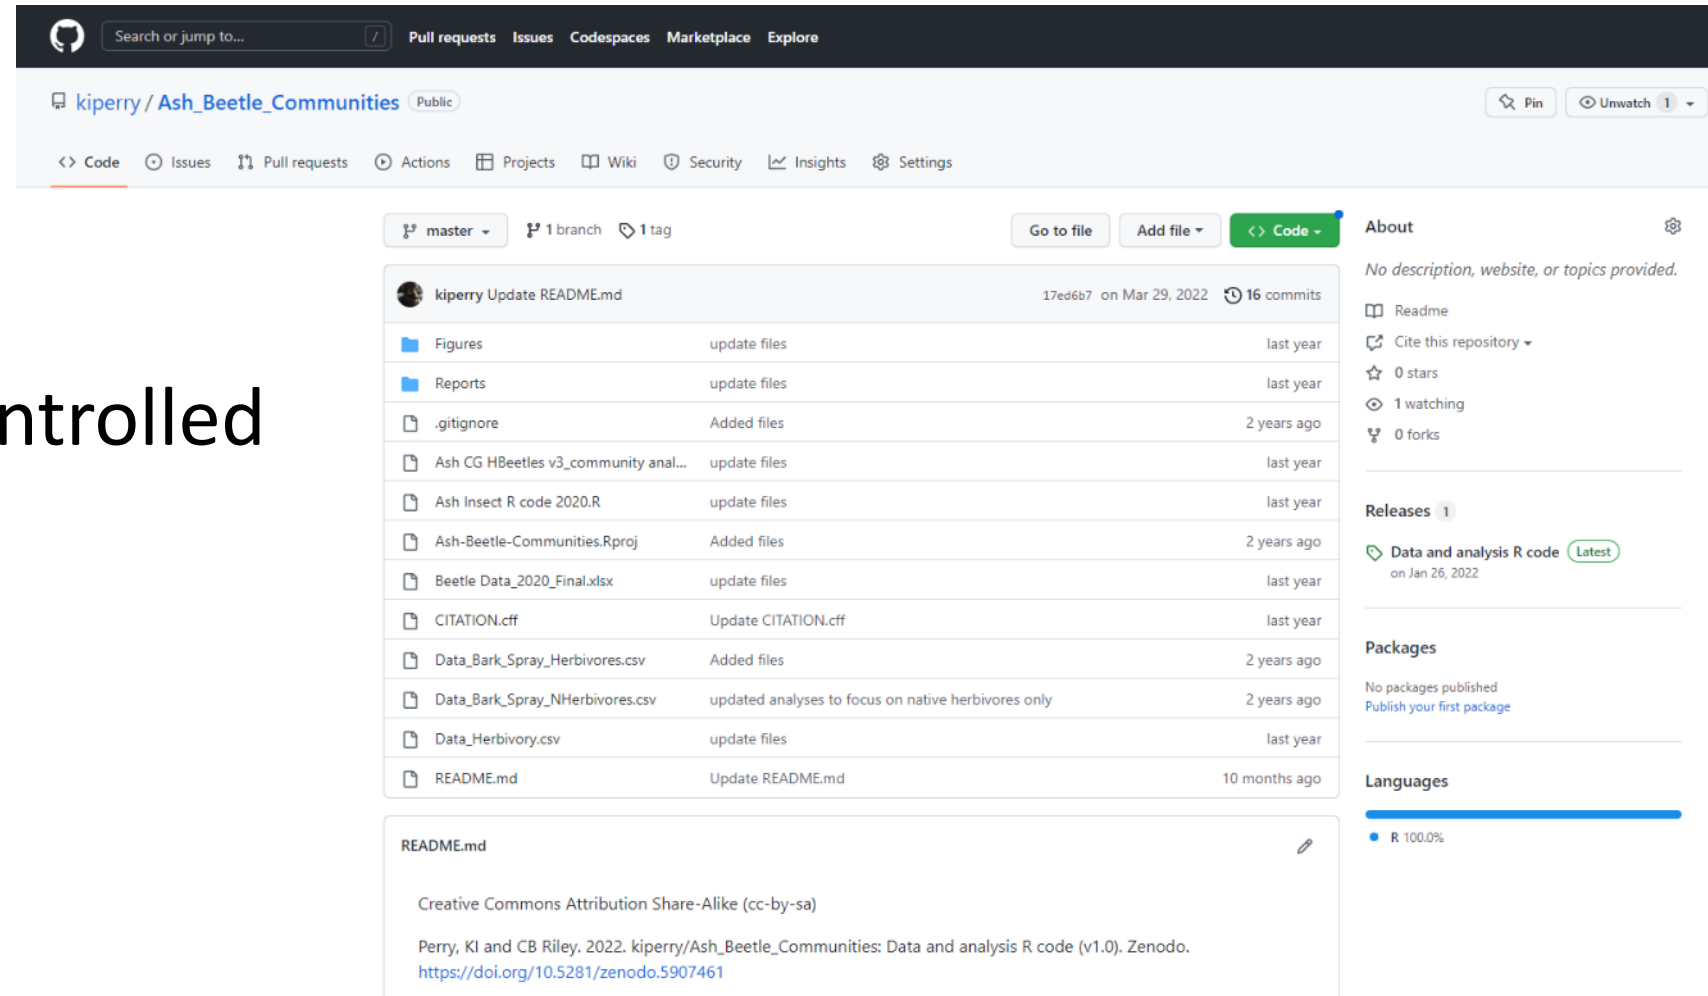 Search or jump to... /
Pull requests Issues Codespaces Marketplace Explore
kiperry / Ash_Beetle_Communities Public
Pin Unwatch 1
Code Issues Pull requests Actions Projects Wiki Security Insights Settings
master 1 branch 1 tag Go to file Add file Code
kiperry Update README.md 17ed6b7 on Mar 29, 2022 16 commits
Figures update files last year
Reports update files last year
.gitignore Added files 2 years ago
Ash CG HBeetles v3_community anal... update files last year
Ash Insect R code 2020.R update files last year
Ash-Beetle-Communities.Rproj Added files 2 years ago
Beetle Data_2020_Final.xlsx update files last year
CITATION.cff Update CITATION.cff last year
Data_Bark_Spray_Herbivores.csv Added files 2 years ago
Data_Bark_Spray_NHerbivores.csv updated analyses to focus on native herbivores only 2 years ago
Data_Herbivory.csv update files last year
README.md Update README.md 10 months ago
ntrolled
README.md
Creative Commons Attribution Share-Alike (cc-by-sa)
Perry, KI and CB Riley. 2022. kiperry/Ash_Beetle_Communities: Data and analysis R code (v1.0). Zenodo.
https://doi.org/10.5281/zenodo.5907461
About
No description, website, or topics provided.
Readme
Cite this repository
0 stars
1 watching
0 forks
Releases 1
Data and analysis R code Latest
on Jan 26, 2022
Packages
No packages published
Publish your first package
Languages
R 100.0%